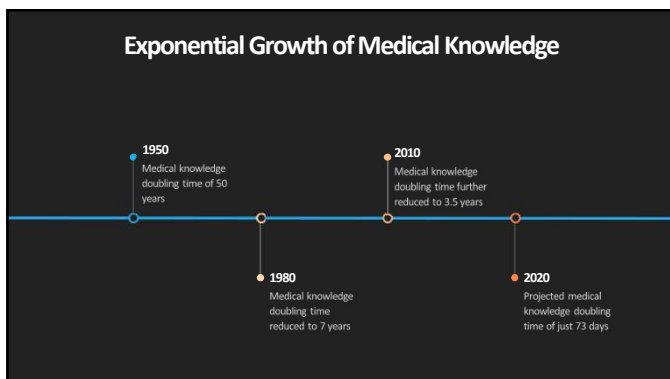 Exponential Growth of Medical Knowledge
1950
Medical knowledge
doubling time of 50
years
2010
Medical knowledge
doubling time further
reduced to 3.5 years
1980
Medical knowledge
doubling time
reduced to 7 years
2020
Projected medical
knowledge doubling
time of just 73 days